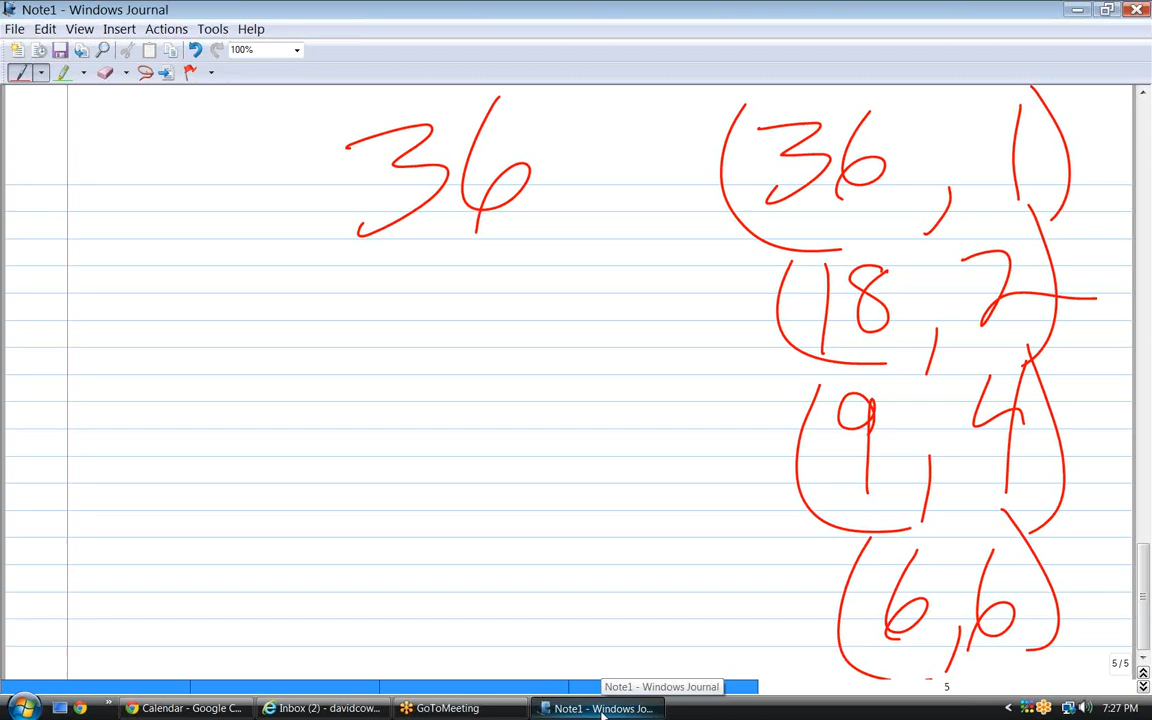 Note1 - Windows Journal
File Edit View Insert Actions Tools Help
100%
36
(36, 1)
(18, 2)
(9, 4)
(6, 6)
5/5
Note1 - Windows Journal
5
Calendar - Google C...
Inbox (2) - davidcow...
GoToMeeting
Note1 - Windows Jo...
7:27 PM